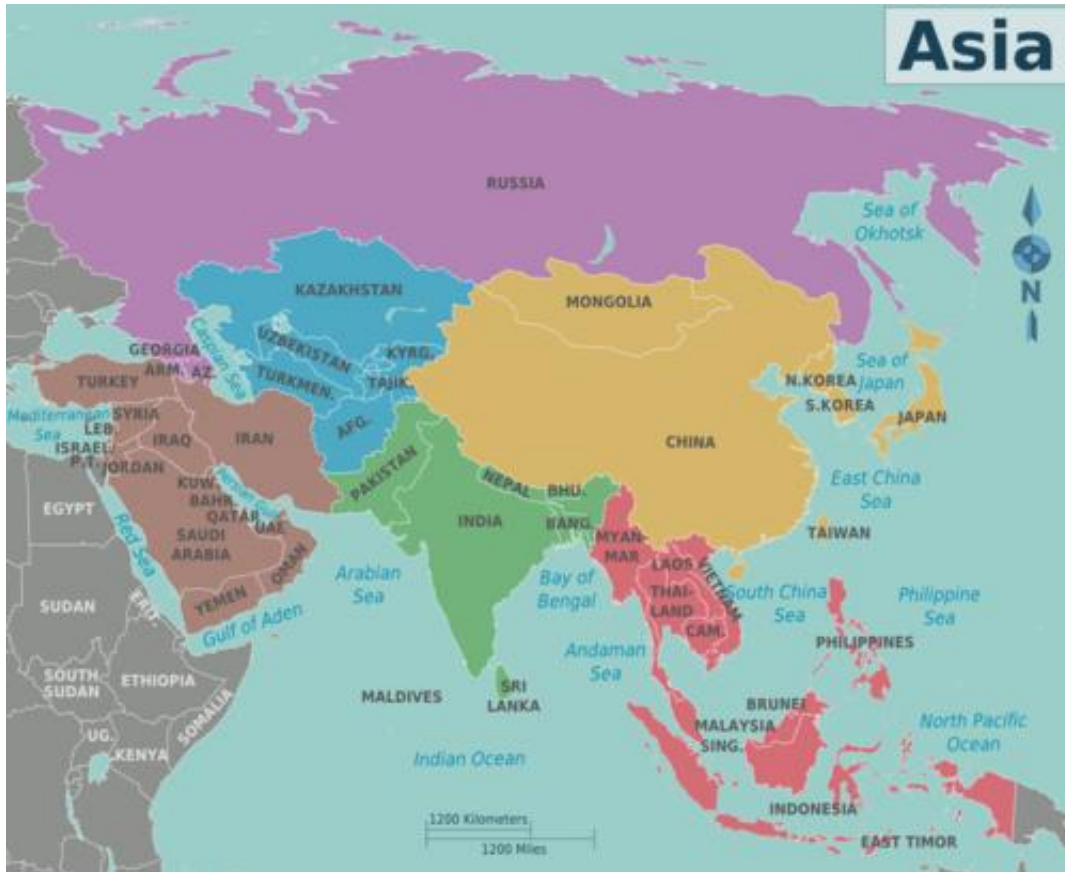 Asia
RUSSIA
Sea of
Okhotsk
N
KAZAKHSTAN
MONGOLIA
UZBEKISTAN
KYRG.
TURKMEN.
TAJIK.
Caspian Sea
GEORGIA
ARM.
AZ.
TURKEY
Sea of
Japan
N.KOREA
S.KOREA
JAPAN
Mediterranean
Sea
SYRIA
LEB.
ISRAEL
P.T.
JORDAN
IRAQ
IRAN
AFG.
CHINA
PAKISTAN
NEPAL
BHU.
East China
Sea
KUW.
BAHR.
QATAR
UAE
Persian Gulf
EGYPT
Red Sea
SAUDI
ARABIA
OMAN
YEMEN
INDIA
BANG.
MYAN-
MAR
TAIWAN
LAOS
VIETNAM
THAI-
LAND
CAM.
Arabian
Sea
Bay of
Bengal
South China
Sea
Philippine
Sea
SUDAN
ERI.
Gulf of Aden
Andaman
Sea
PHILIPPINES
SOUTH
SUDAN
ETHIOPIA
SOMALIA
MALDIVES
SRI
LANKA
BRUNEI
MALAYSIA
SING.
North Pacific
Ocean
UG.
KENYA
Indian Ocean
INDONESIA
EAST TIMOR
1200 Kilometers
1200 Miles